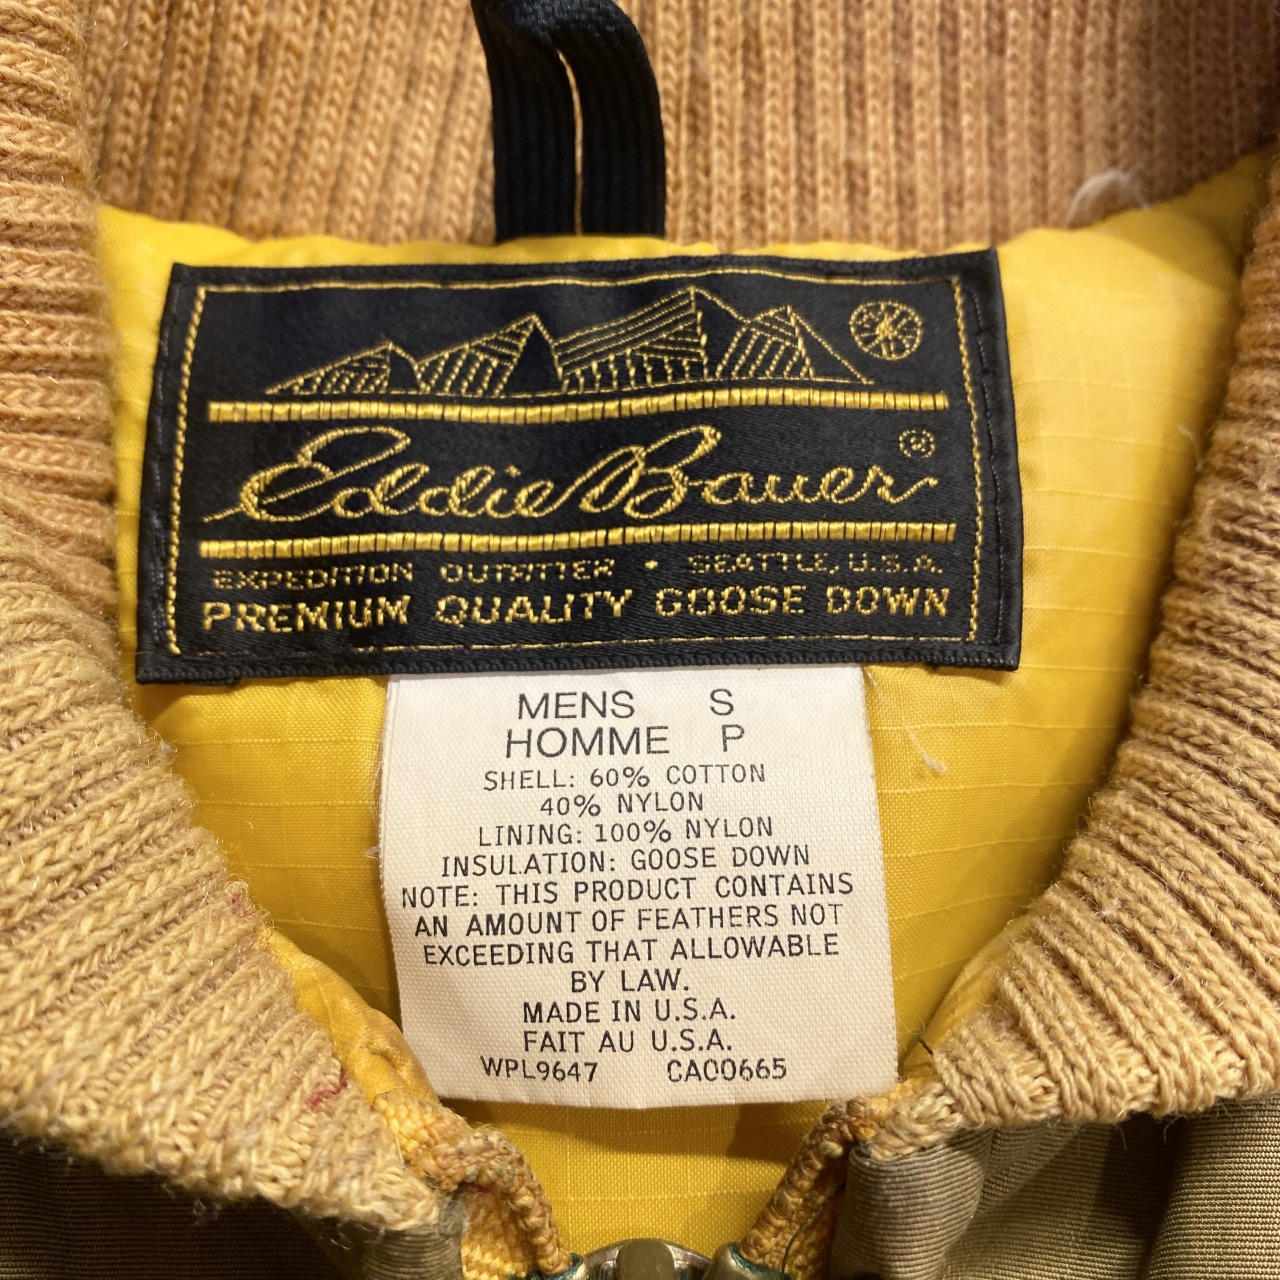 Eddie Bauer®
EXPEDITION OUTFITTER • SEATTLE, U.S.A.
PREMIUM QUALITY GOOSE DOWN
MENS S
HOMME P
SHELL: 60% COTTON
40% NYLON
LINING: 100% NYLON
INSULATION: GOOSE DOWN
NOTE: THIS PRODUCT CONTAINS
AN AMOUNT OF FEATHERS NOT
EXCEEDING THAT ALLOWABLE
BY LAW.
MADE IN U.S.A.
FAIT AU U.S.A.
WPL9647 CA00665